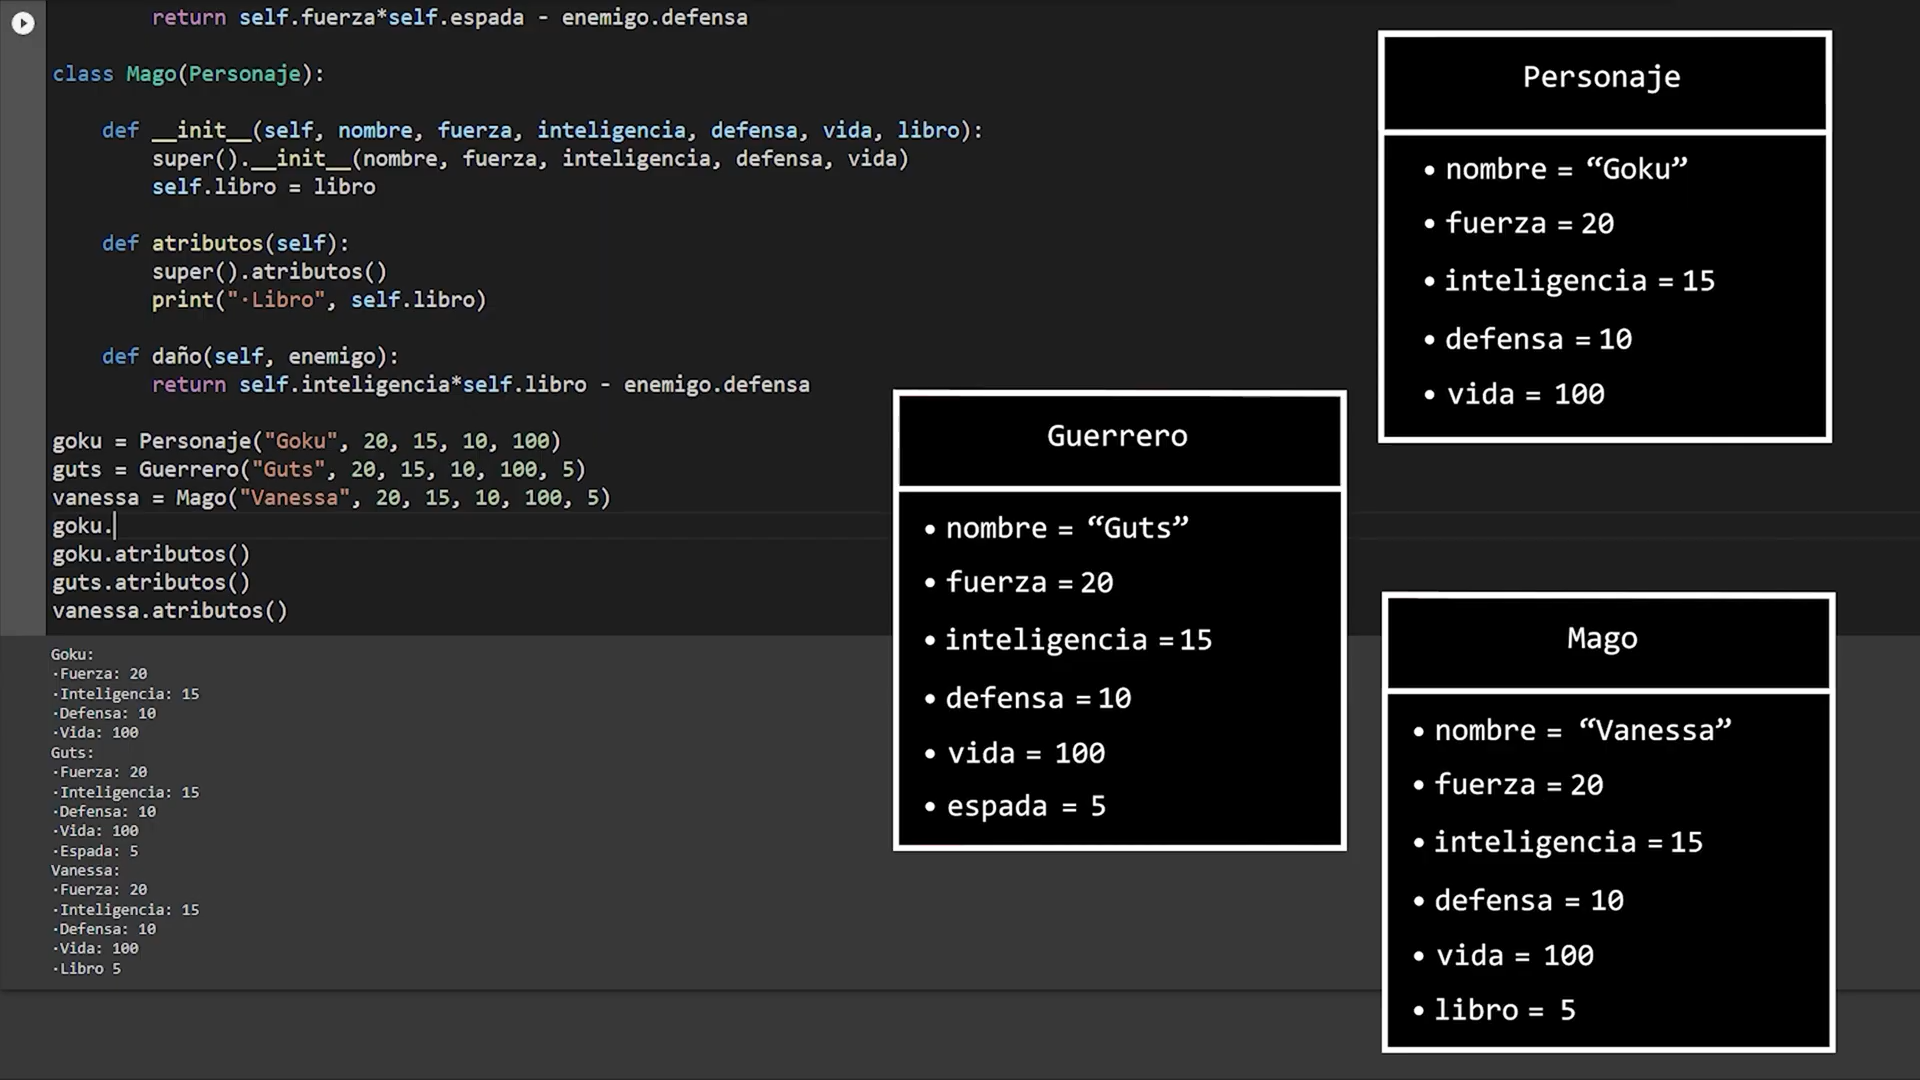 return self.fuerza*self.espada - enemigo.defensa

class Mago(Personaje):

    def __init__(self, nombre, fuerza, inteligencia, defensa, vida, libro):
        super().__init__(nombre, fuerza, inteligencia, defensa, vida)
        self.libro = libro

    def atributos(self):
        super().atributos()
        print("·Libro", self.libro)

    def daño(self, enemigo):
        return self.inteligencia*self.libro - enemigo.defensa

goku = Personaje("Goku", 20, 15, 10, 100)
guts = Guerrero("Guts", 20, 15, 10, 100, 5)
vanessa = Mago("Vanessa", 20, 15, 10, 100, 5)
goku.
goku.atributos()
guts.atributos()
vanessa.atributos()
Goku:
·Fuerza: 20
·Inteligencia: 15
·Defensa: 10
·Vida: 100
Guts:
·Fuerza: 20
·Inteligencia: 15
·Defensa: 10
·Vida: 100
·Espada: 5
Vanessa:
·Fuerza: 20
·Inteligencia: 15
·Defensa: 10
·Vida: 100
·Libro 5
Personaje
• nombre = “Goku”
• fuerza = 20
• inteligencia = 15
• defensa = 10
• vida = 100
Guerrero
• nombre = “Guts”
• fuerza = 20
• inteligencia = 15
• defensa = 10
• vida = 100
• espada = 5
Mago
• nombre = “Vanessa”
• fuerza = 20
• inteligencia = 15
• defensa = 10
• vida = 100
• libro = 5